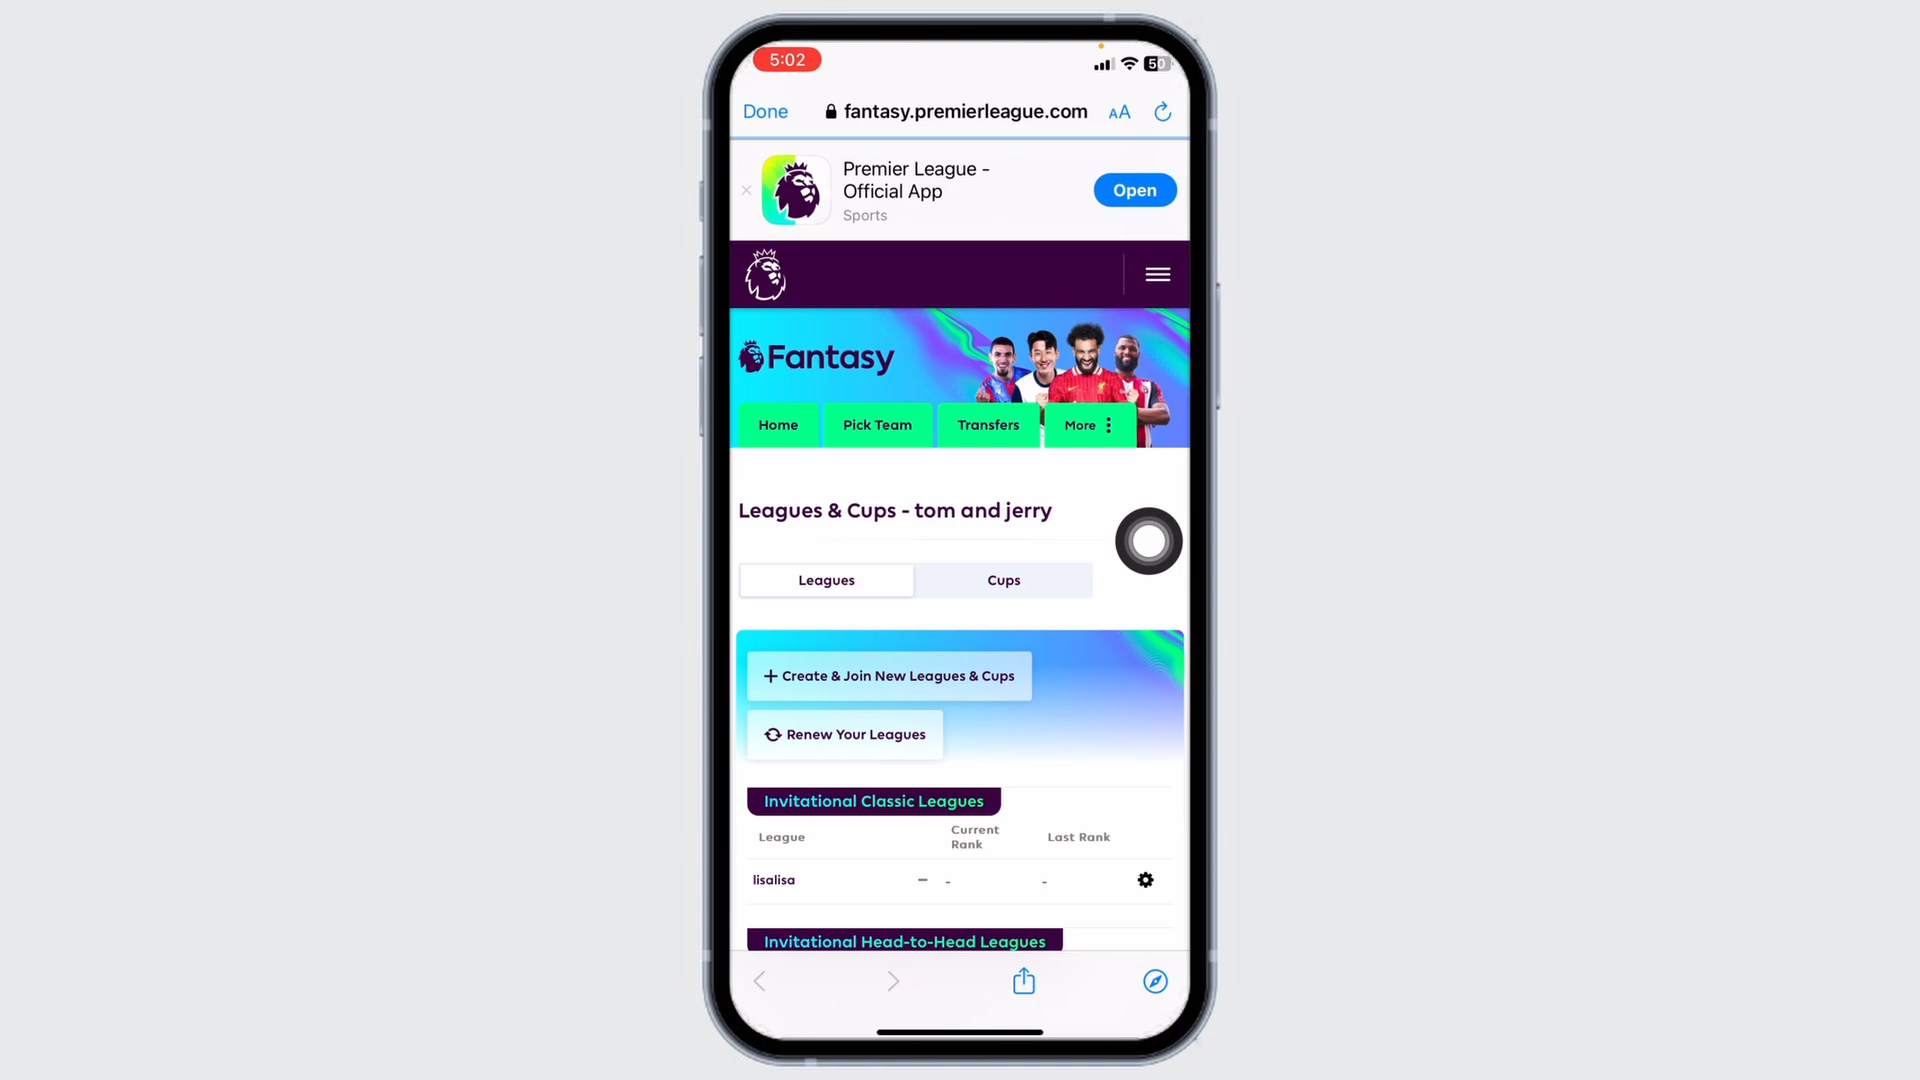 5:02
50
Done
fantasy.premierleague.com
AA
Premier League -
Official App
Sports
Open
Fantasy
Home
Pick Team
Transfers
More
Leagues & Cups - tom and jerry
Leagues
Cups
+ Create & Join New Leagues & Cups
Renew Your Leagues
Invitational Classic Leagues
League
Current
Rank
Last Rank
lisalisa
- -
Invitational Head-to-Head Leagues